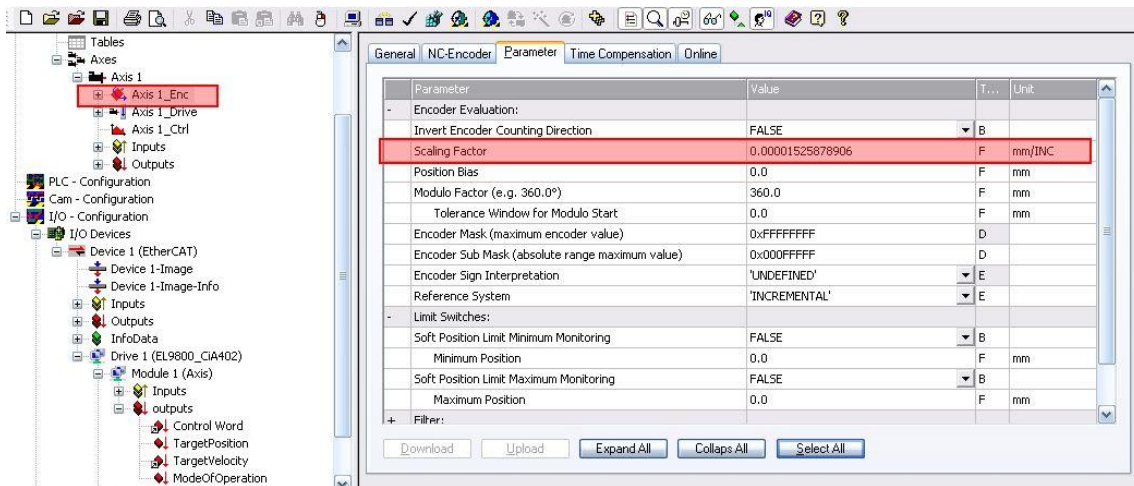 Tables
Axes
Axis 1
Axis 1_Enc
Axis 1_Drive
Axis 1_Ctrl
Inputs
Outputs
PLC - Configuration
Cam - Configuration
I/O - Configuration
I/O Devices
Device 1 (EtherCAT)
Device 1-Image
Device 1-Image-Info
Inputs
Outputs
InfoData
Drive 1 (EL9800_CiA402)
Module 1 (Axis)
Inputs
outputs
Control Word
TargetPosition
TargetVelocity
ModeOfOperation
General NC-Encoder Parameter Time Compensation Online
Parameter Value T... Unit
- Encoder Evaluation:
Invert Encoder Counting Direction FALSE B
Scaling Factor 0.00001525878906 F mm/INC
Position Bias 0.0 F mm
Modulo Factor (e.g. 360.0°) 360.0 F mm
Tolerance Window for Modulo Start 0.0 F mm
Encoder Mask (maximum encoder value) 0xFFFFFFFF D
Encoder Sub Mask (absolute range maximum value) 0x000FFFFF D
Encoder Sign Interpretation 'UNDEFINED' E
Reference System 'INCREMENTAL' E
- Limit Switches:
Soft Position Limit Minimum Monitoring FALSE B
Minimum Position 0.0 F mm
Soft Position Limit Maximum Monitoring FALSE B
Maximum Position 0.0 F mm
+ Filter:
Download Upload Expand All Collaps All Select All